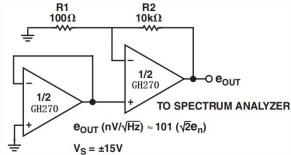 R1
100Ω
R2
10kΩ
1/2
GH270
eOUT
1/2
GH270
TO SPECTRUM ANALYZER
eOUT (nV/√Hz) ~ 101 (√2en)
VS = ±15V